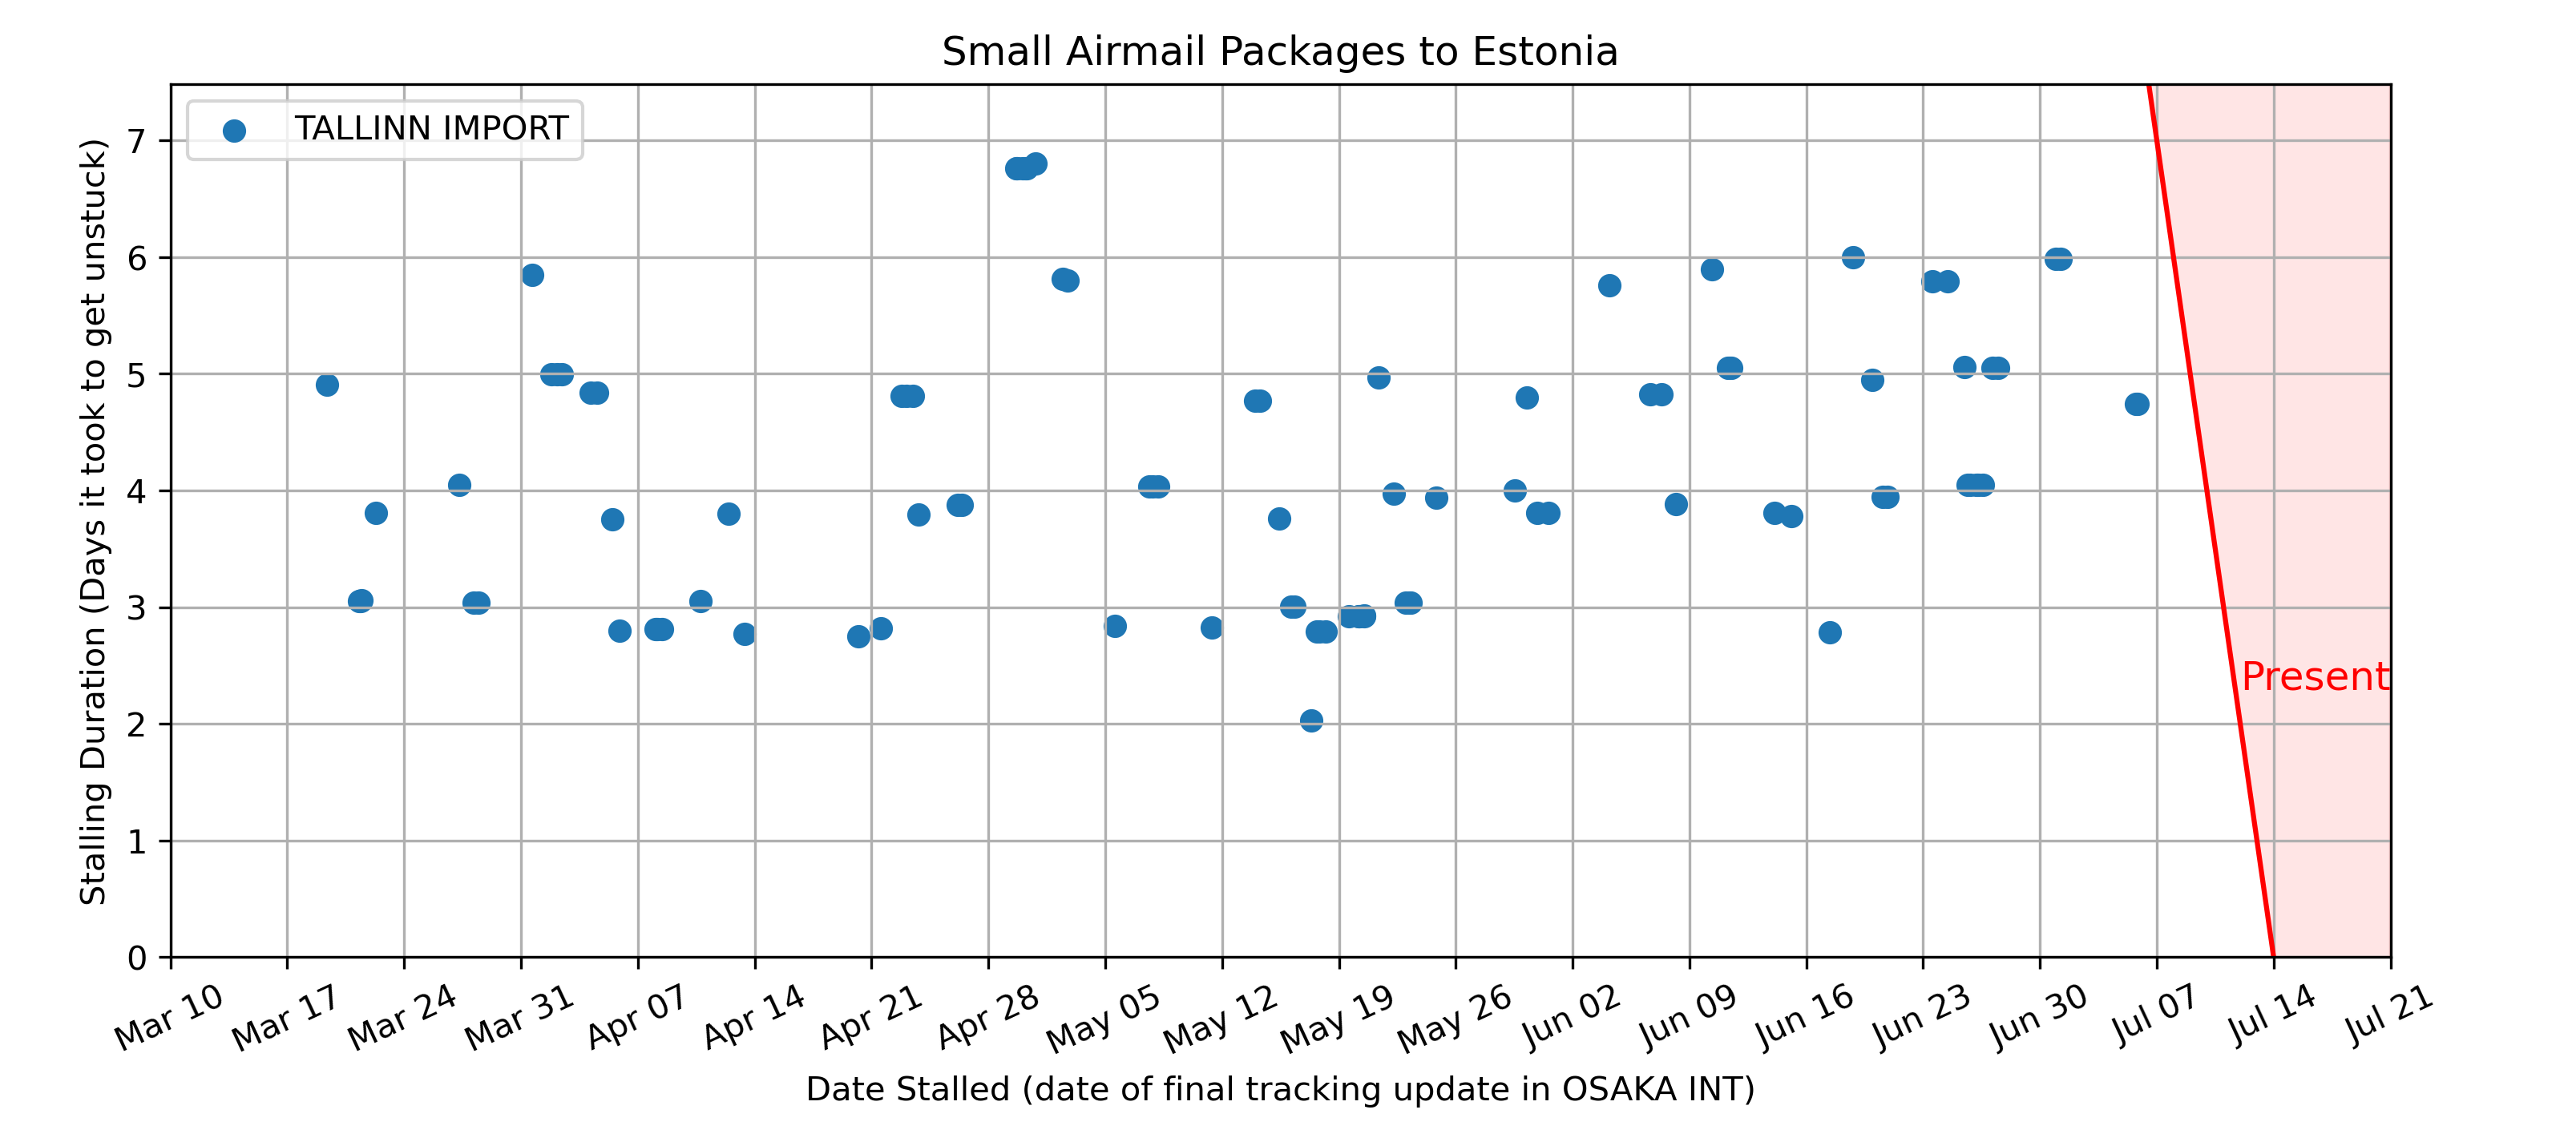 Small Airmail Packages to Estonia
TALLINN IMPORT
Stalling Duration (Days it took to get unstuck)
7
6
5
4
3
2
1
0
Present
Mar 10
Mar 17
Mar 24
Mar 31
Apr 07
Apr 14
Apr 21
Apr 28
May 05
May 12
May 19
May 26
Jun 02
Jun 09
Jun 16
Jun 23
Jun 30
Jul 07
Jul 14
Jul 21
Date Stalled (date of final tracking update in OSAKA INT)